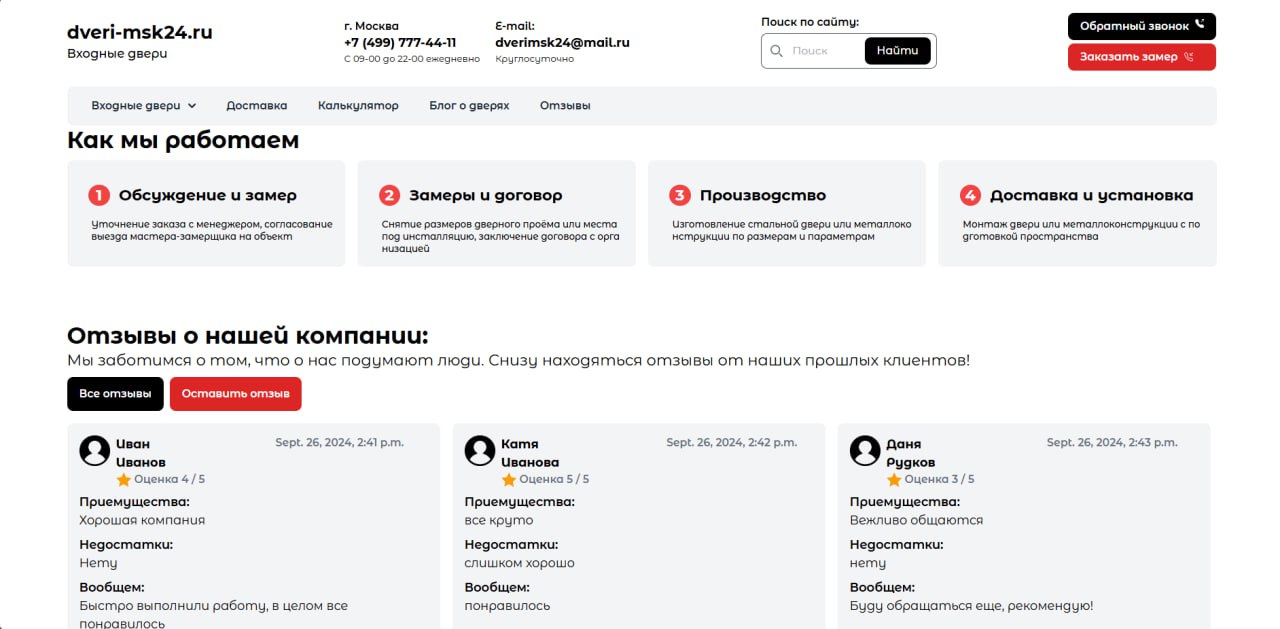 dveri-msk24.ru
Входные двери
г. Москва
+7 (499) 777-44-11
С 09-00 до 22-00 ежедневно
E-mail:
dverimsk24@mail.ru
Круглосуточно
Поиск по сайту:
Поиск
Найти
Обратный звонок
Заказать замер
Входные двери
Доставка
Калькулятор
Блог о дверях
Отзывы
Как мы работаем
1 Обсуждение и замер
Уточнение заказа с менеджером, согласование
выезда мастера-замерщика на объект
2 Замеры и договор
Снятие размеров дверного проёма или места
под инсталляцию, заключение договора с орга
низацией
3 Производство
Изготовление стальной двери или металлоко
нструкции по размерам и параметрам
4 Доставка и установка
Монтаж двери или металлоконструкции с по
дготовкой пространства
Отзывы о нашей компании:
Мы заботимся о том, что о нас подумают люди. Снизу находяться отзывы от наших прошлых клиентов!
Все отзывы
Оставить отзыв
Иван
Иванов
Sept. 26, 2024, 2:41 p.m.
Оценка 4 / 5
Приемущества:
Хорошая компания
Недостатки:
Нету
Вообщем:
Быстро выполнили работу, в целом все
понравилось
Катя
Иванова
Sept. 26, 2024, 2:42 p.m.
Оценка 5 / 5
Приемущества:
все круто
Недостатки:
слишком хорошо
Вообщем:
понравилось
Даня
Рудков
Sept. 26, 2024, 2:43 p.m.
Оценка 3 / 5
Приемущества:
Вежливо общаются
Недостатки:
нету
Вообщем:
Буду обращаться еще, рекомендую!